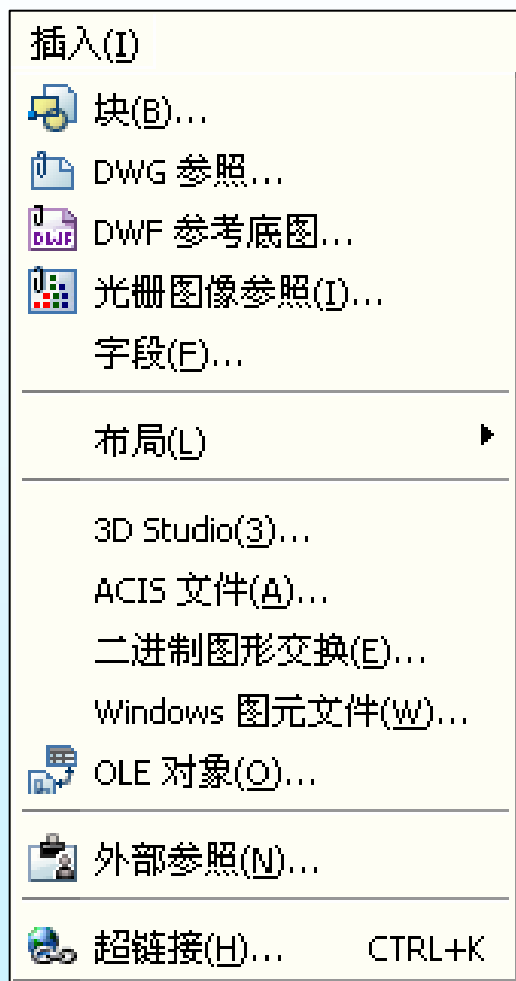 插入(I)
块(B)...
DWG 参照...
DWF 参考底图...
光栅图像参照(I)...
字段(F)...
布局(L)
3D Studio(3)...
ACIS 文件(A)...
二进制图形交换(E)...
Windows 图元文件(W)...
OLE 对象(O)...
外部参照(N)...
超链接(H)... CTRL+K